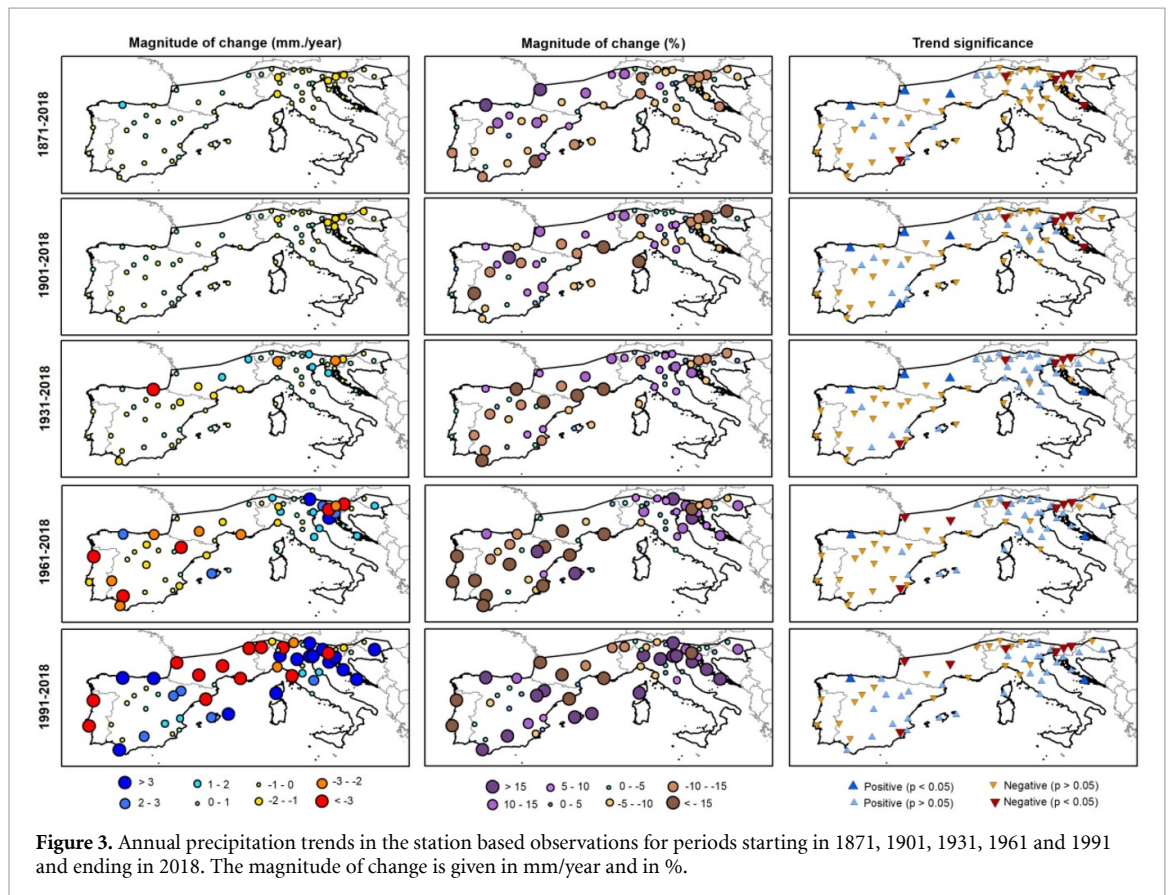 Magnitude of change (mm./year)
Magnitude of change (%)
Trend significance
1871-2018
1901-2018
1931-2018
1961-2018
1991-2018
> 3
1 - 2
-1 - 0
-3 - -2
2 - 3
0 - 1
-2 - -1
< -3
> 15
5 - 10
0 - -5
-10 - -15
10 - 15
0 - 5
-5 - -10
< - 15
Positive (p < 0.05)
Negative (p > 0.05)
Positive (p > 0.05)
Negative (p < 0.05)
Figure 3. Annual precipitation trends in the station based observations for periods starting in 1871, 1901, 1931, 1961 and 1991
and ending in 2018. The magnitude of change is given in mm/year and in %.